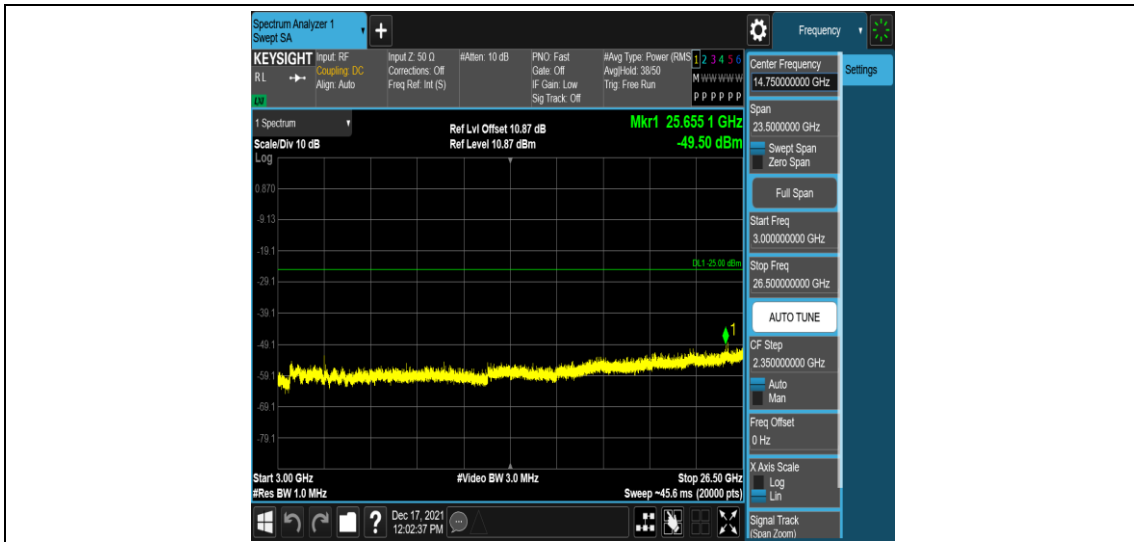 Spectrum Analyzer 1
Swept SA
Frequency
KEYSIGHT
RL
LXI
Input: RF
Coupling: DC
Align: Auto
Input Z: 50 Ω
Corrections: Off
Freq Ref: Int (S)
#Atten: 10 dB
PNO: Fast
Gate: Off
IF Gain: Low
Sig Track: Off
#Avg Type: Power (RMS
Avg|Hold: 38/50
Trig: Free Run
1 2 3 4 5 6
M W W W W W
P P P P P P
1 Spectrum
Scale/Div 10 dB
Log
Ref Lvl Offset 10.87 dB
Ref Level 10.87 dBm
Mkr1 25.655 1 GHz
-49.50 dBm
0.870
-9.13
-19.1
-29.1
-39.1
-49.1
-59.1
-69.1
-79.1
DL1 -25.00 dBm
1
Start 3.00 GHz
#Res BW 1.0 MHz
#Video BW 3.0 MHz
Stop 26.50 GHz
Sweep ~45.6 ms (20000 pts)
Dec 17, 2021
12:02:37 PM
Center Frequency
14.750000000 GHz
Settings
Span
23.5000000 GHz
Swept Span
Zero Span
Full Span
Start Freq
3.000000000 GHz
Stop Freq
26.500000000 GHz
AUTO TUNE
CF Step
2.350000000 GHz
Auto
Man
Freq Offset
0 Hz
X Axis Scale
Log
Lin
Signal Track
(Span Zoom)